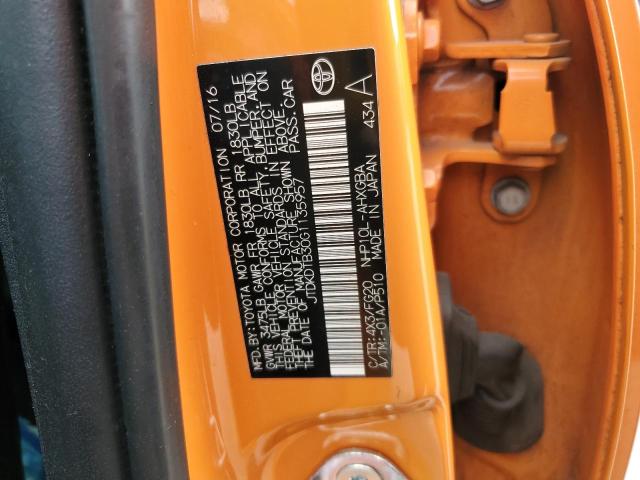 MFD.BY:TOYOTA MOTOR CORPORATION 07/16
GVWR 3475LB GAWR FR 1830LB RR 1830LB
THIS VEHICLE CONFORMS TO ALL APPLICABLE
FEDERAL MOTOR VEHICLE SAFETY, BUMPER, AND
THEFT PREVENTION STANDARDS IN EFFECT ON
THE DATE OF MANUFACTURE SHOWN ABOVE.
JTDKDTB30G1135957 PASS.CAR
C/TR:4X3/FG20 NHP10L-AHXGBA 434 A
A/TM:-01A/P510 MADE IN JAPAN